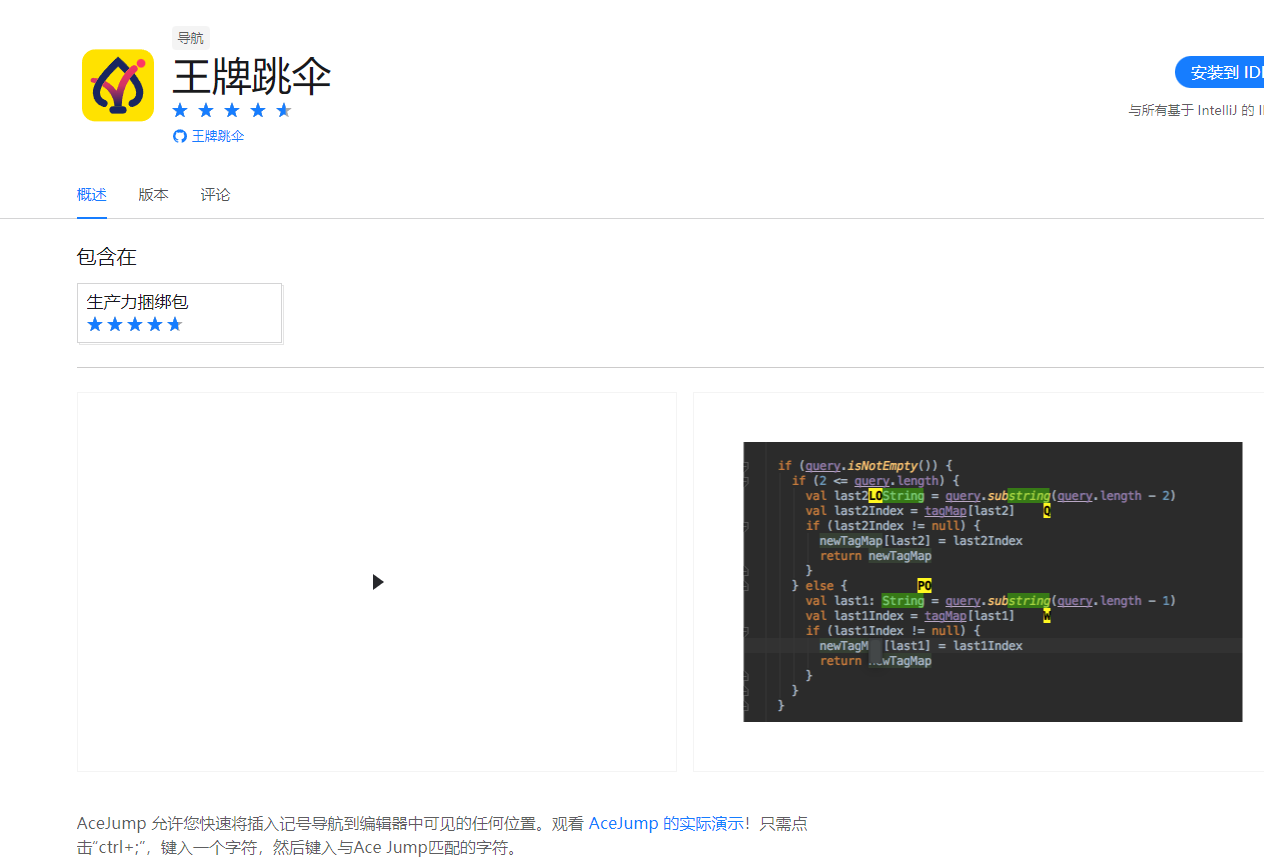 导航
王牌跳伞
王牌跳伞
安装到
与所有基于 IntelliJ 的
概述
版本
评论
包含在
生产力捆绑包
if (query.isNotEmpty()) {
if (2 <= query.length) {
val last2LOString = query.substring(query.length - 2)
val last2Index = tagMap[last2] Q
if (last2Index != null) {
newTagMap[last2] = last2Index
return newTagMap
}
} else { PO
val last1: String = query.substring(query.length - 1)
val last1Index = tagMap[last1]
if (last1Index != null) {
newTagM [last1] = last1Index
return wTagMap
}
}
}
AceJump 允许您快速将插入记号导航到编辑器中可见的任何位置。观看 AceJump 的实际演示！只需点
击“ctrl+;”，键入一个字符，然后键入与Ace Jump匹配的字符。